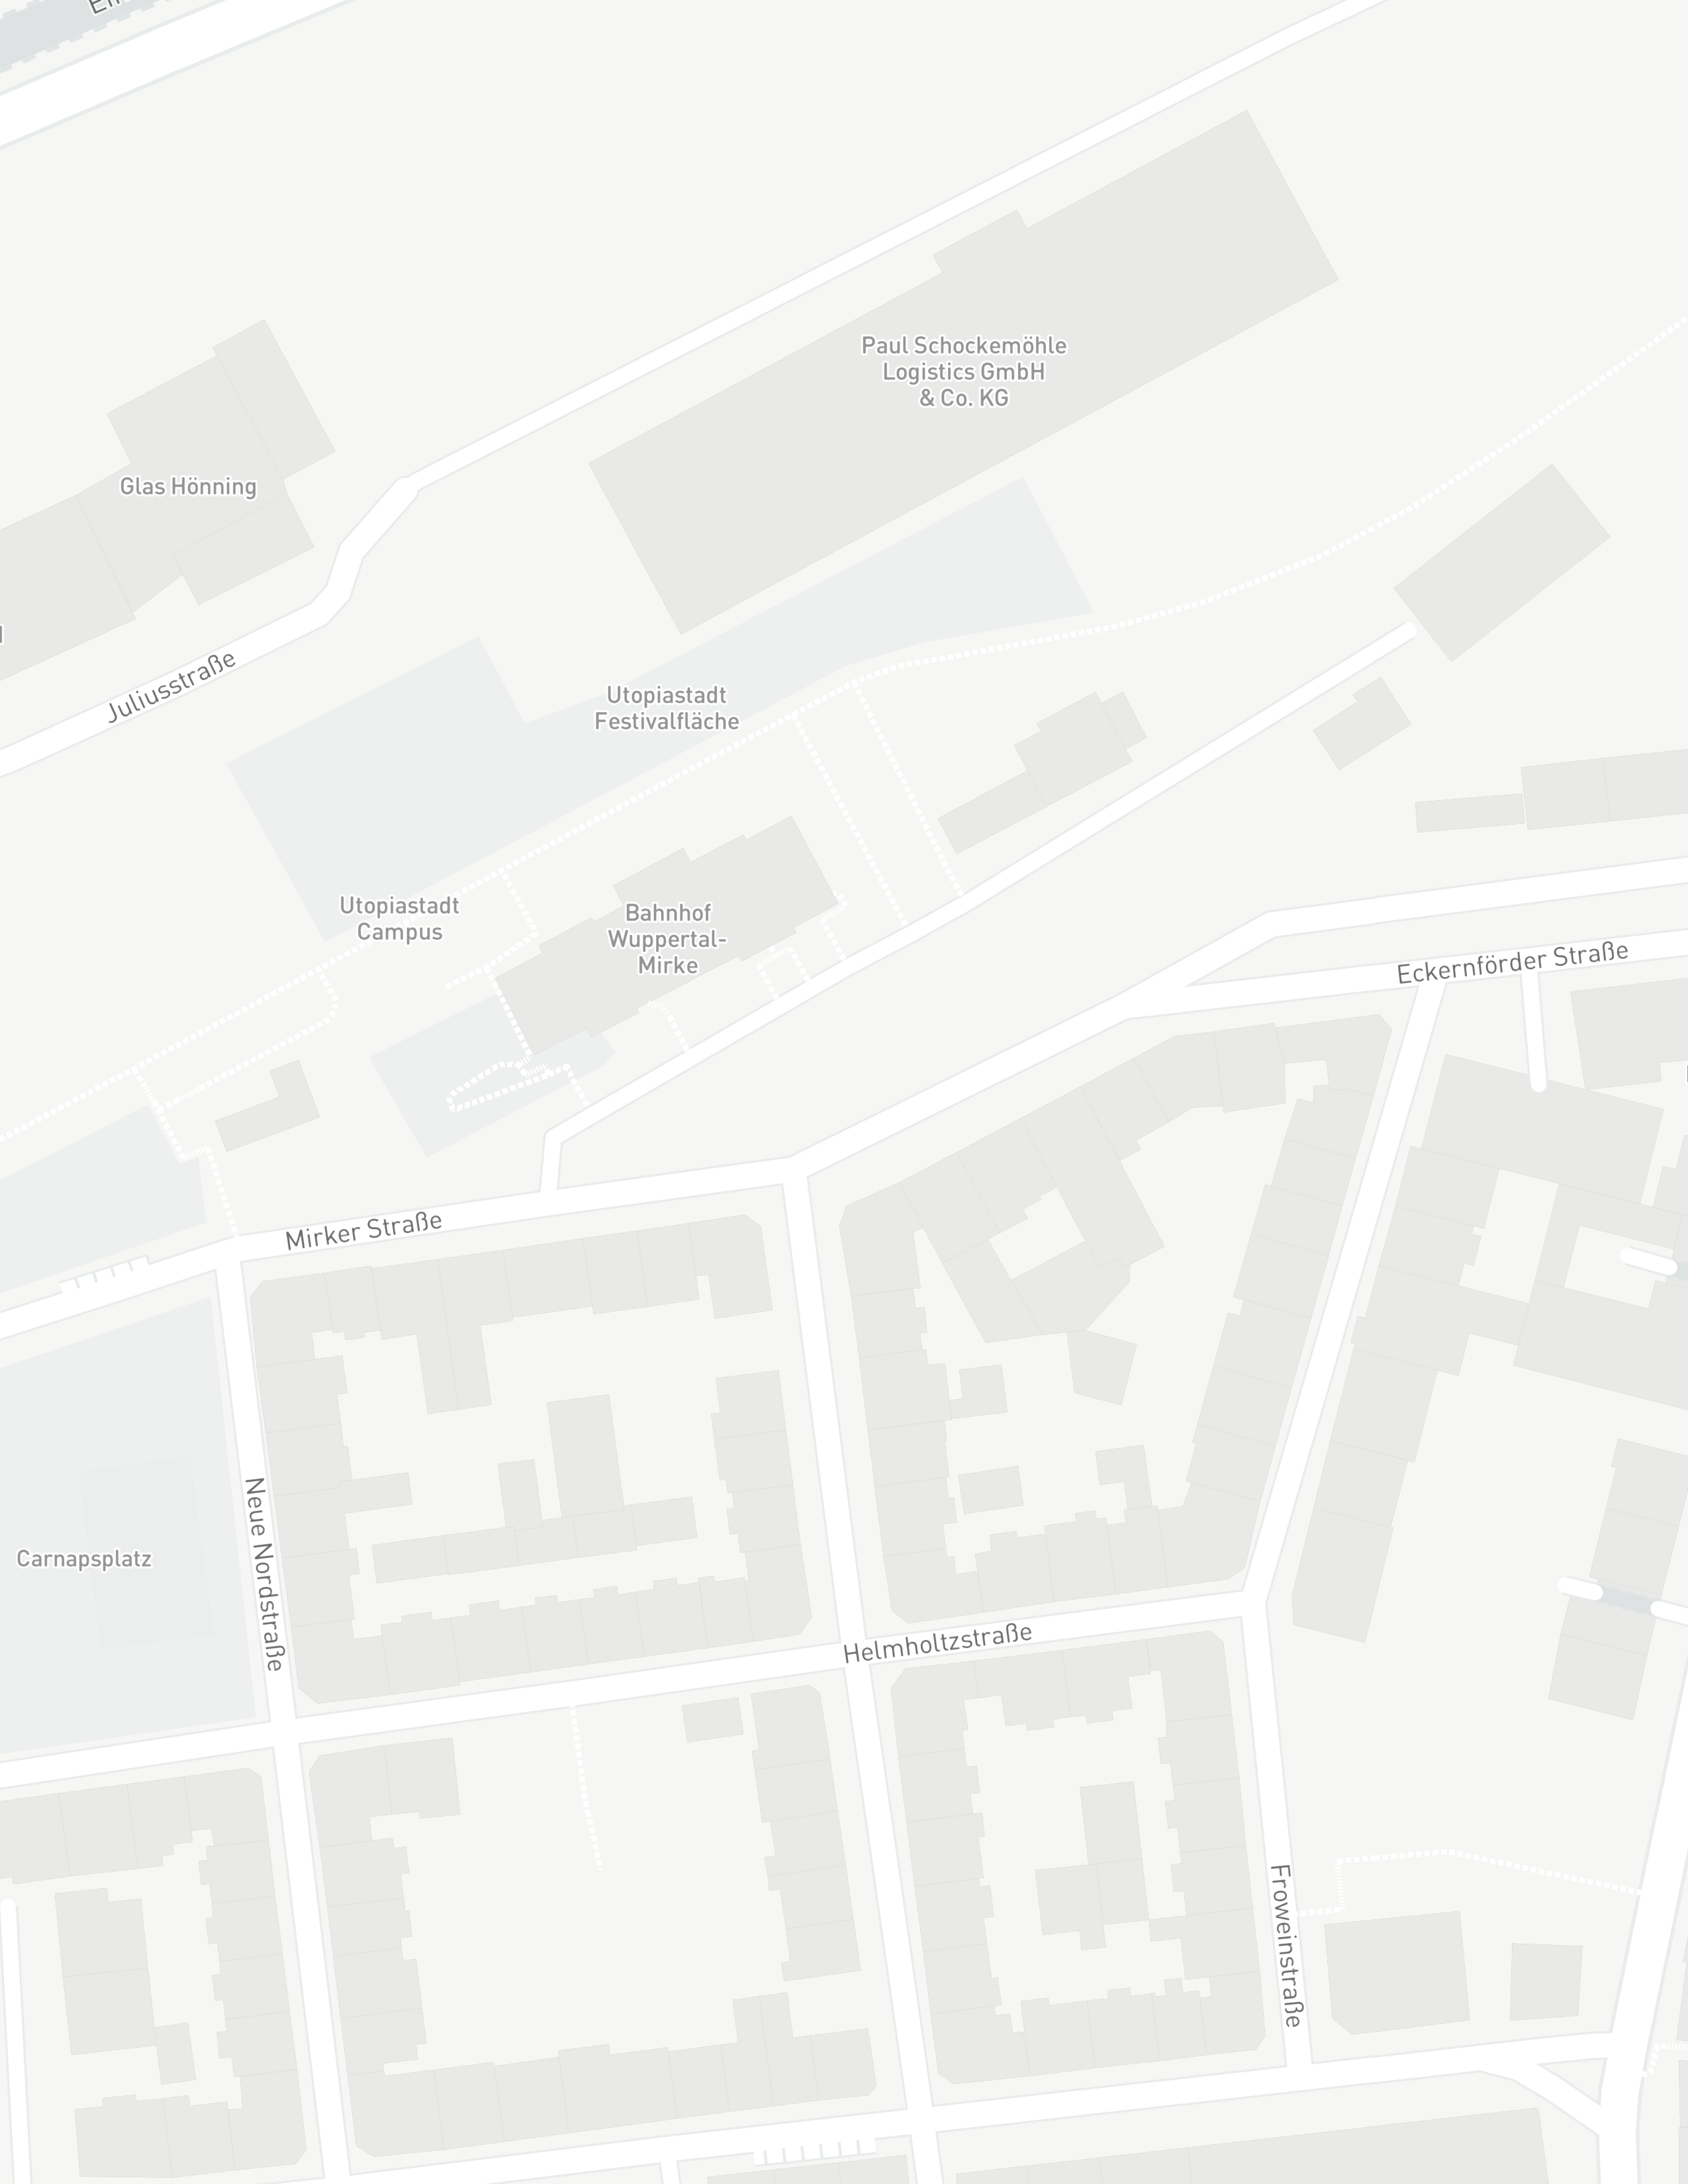 Paul Schockemöhle
Logistics GmbH
& Co. KG
Glas Hönning
Juliusstraße
Utopiastadt
Festivalfläche
Utopiastadt
Campus
Bahnhof
Wuppertal-
Mirke
Eckernförder Straße
Mirker Straße
Neue Nordstraße
Carnapsplatz
Helmholtzstraße
Froweinstraße